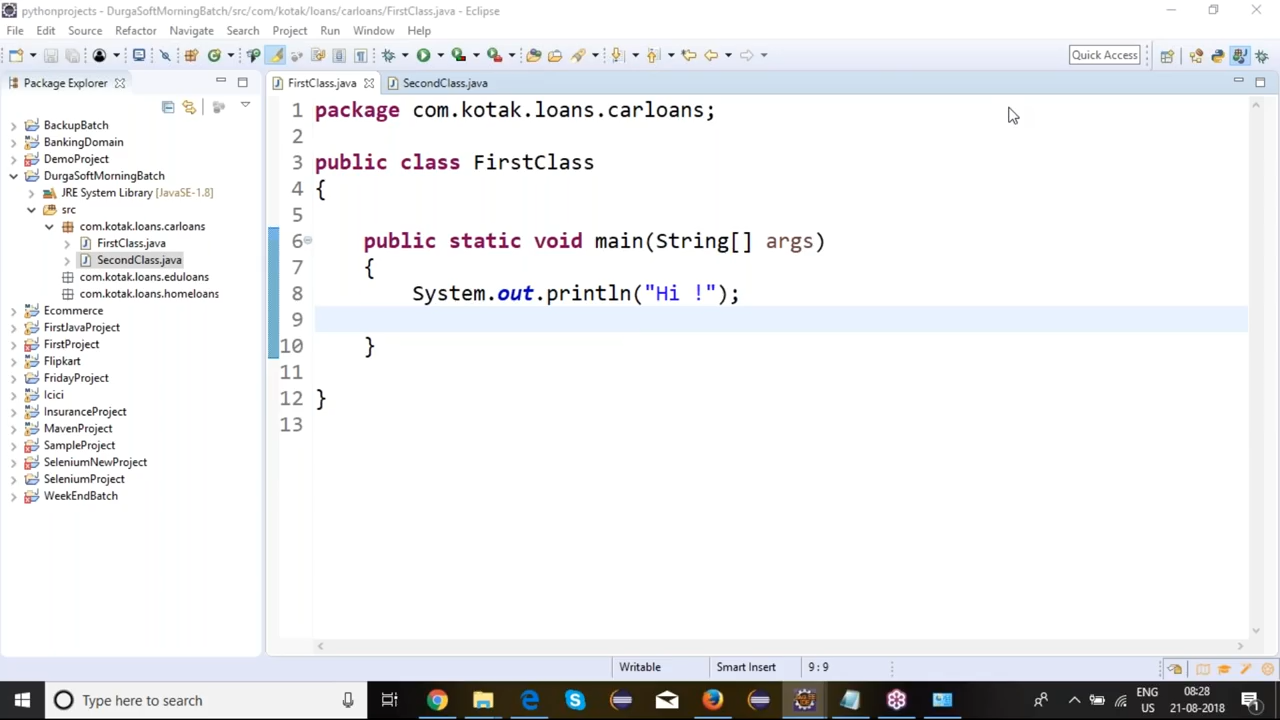 pythonprojects - DurgaSoftMorningBatch/src/com/kotak/loans/carloans/FirstClass.java - Eclipse
File Edit Source Refactor Navigate Search Project Run Window Help
Quick Access
Package Explorer
BackupBatch
BankingDomain
DemoProject
DurgaSoftMorningBatch
JRE System Library [JavaSE-1.8]
src
com.kotak.loans.carloans
FirstClass.java
SecondClass.java
com.kotak.loans.eduloans
com.kotak.loans.homeloans
Ecommerce
FirstJavaProject
FirstProject
Flipkart
FridayProject
Icici
InsuranceProject
MavenProject
SampleProject
SeleniumNewProject
SeleniumProject
WeekEndBatch
FirstClass.java SecondClass.java
1 package com.kotak.loans.carloans;
2
3 public class FirstClass
4 {
5
6 public static void main(String[] args)
7 {
8 System.out.println("Hi !");
9
10 }
11
12 }
13
Writable Smart Insert 9:9
Type here to search
ENG
US
08:28
21-08-2018
1